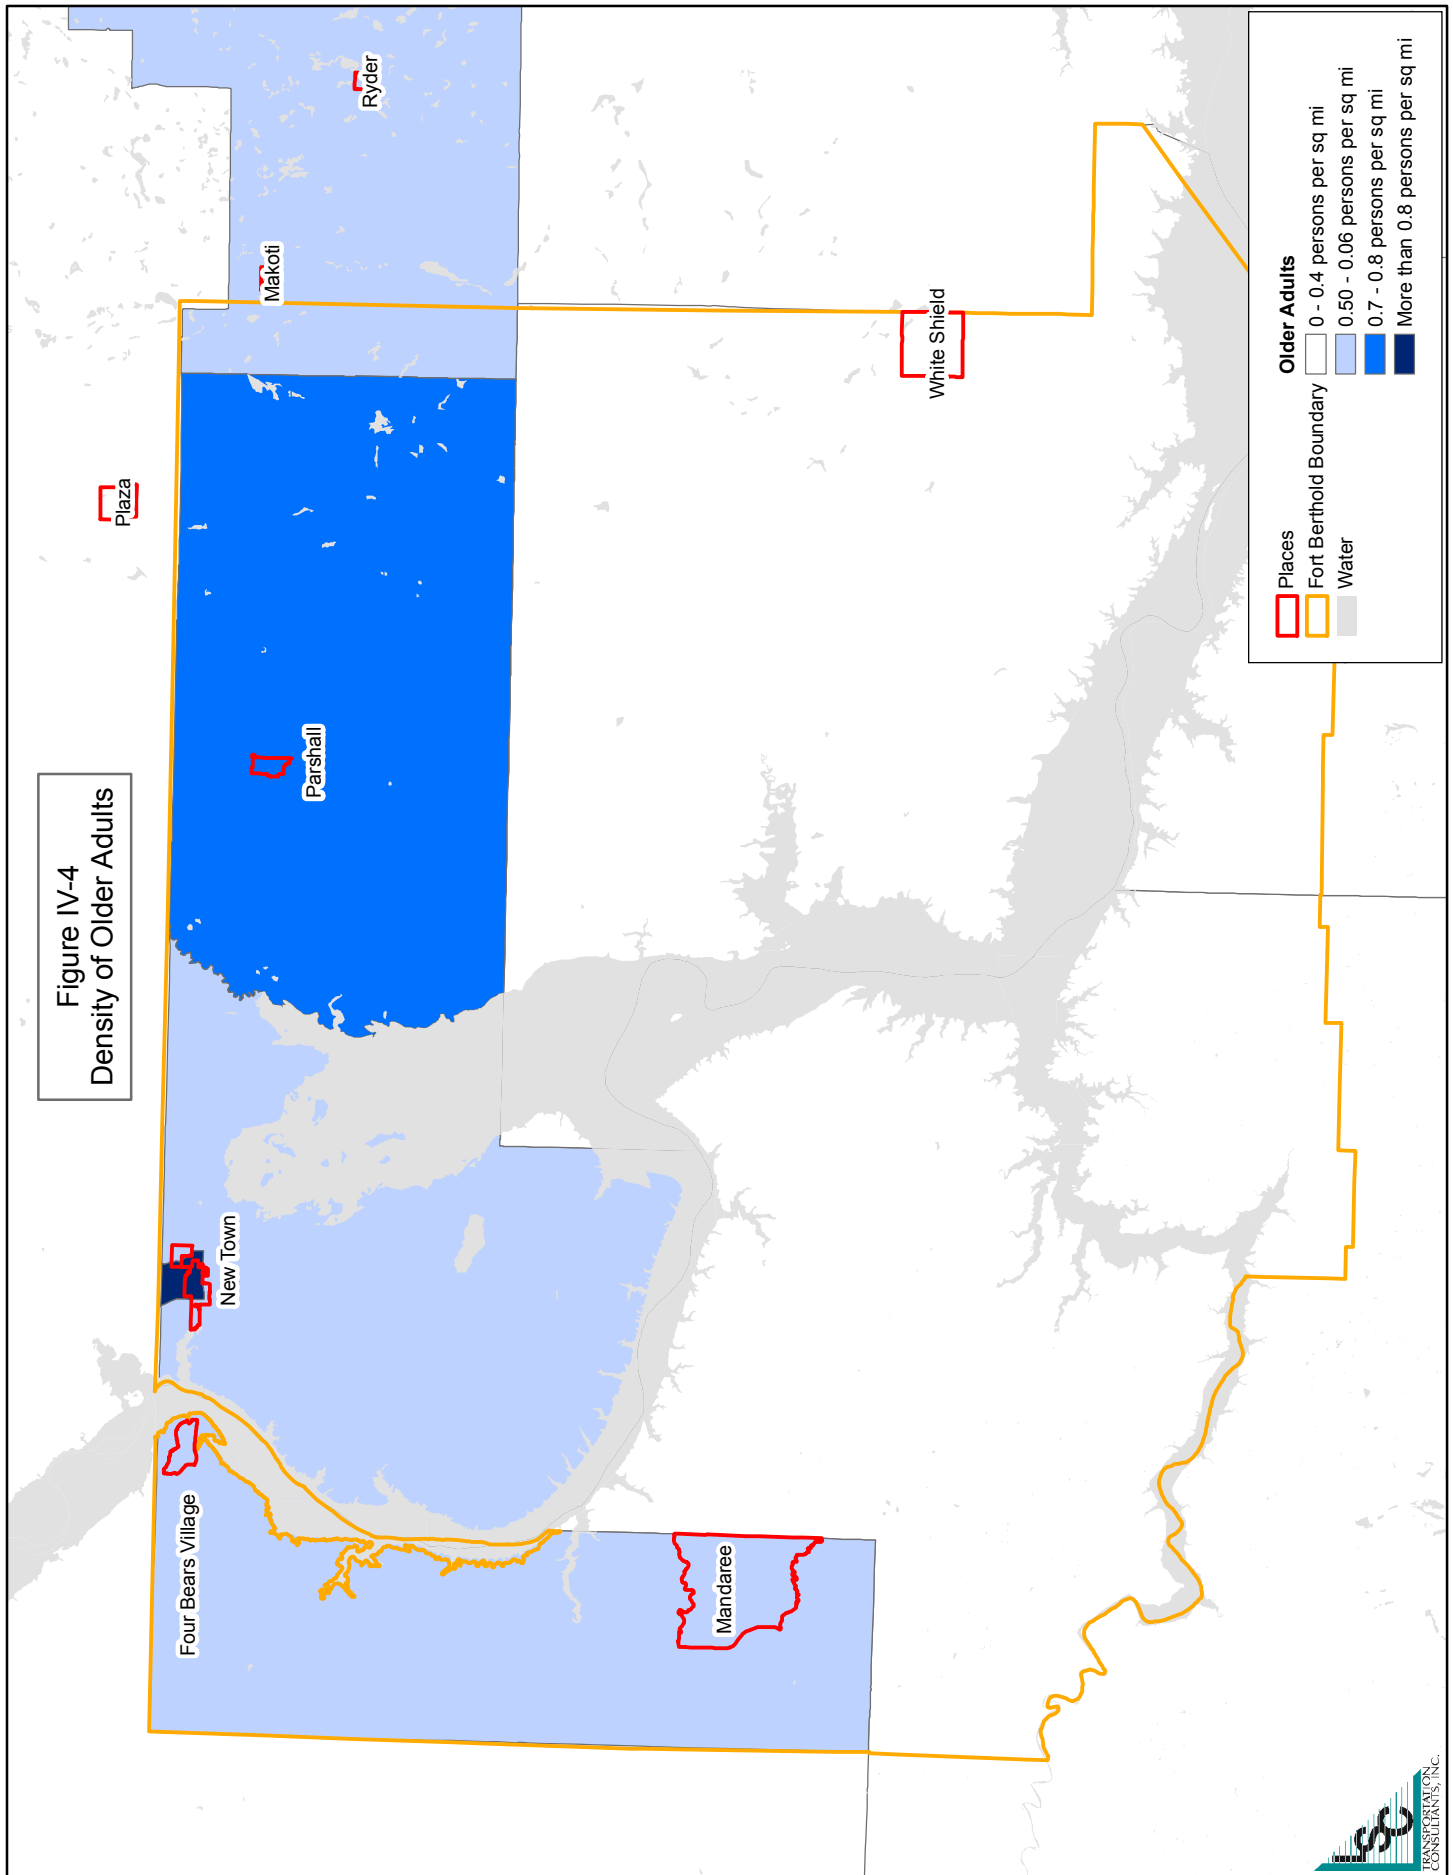 Figure IV-4
Density of Older Adults
Four Bears Village
New Town
Parshall
Plaza
Makoti
Ryder
Mandaree
White Shield
Places
Fort Berthold Boundary
Water
Older Adults
0 - 0.4 persons per sq mi
0.50 - 0.06 persons per sq mi
0.7 - 0.8 persons per sq mi
More than 0.8 persons per sq mi
LSC
TRANSPORTATION
CONSULTANTS, INC.